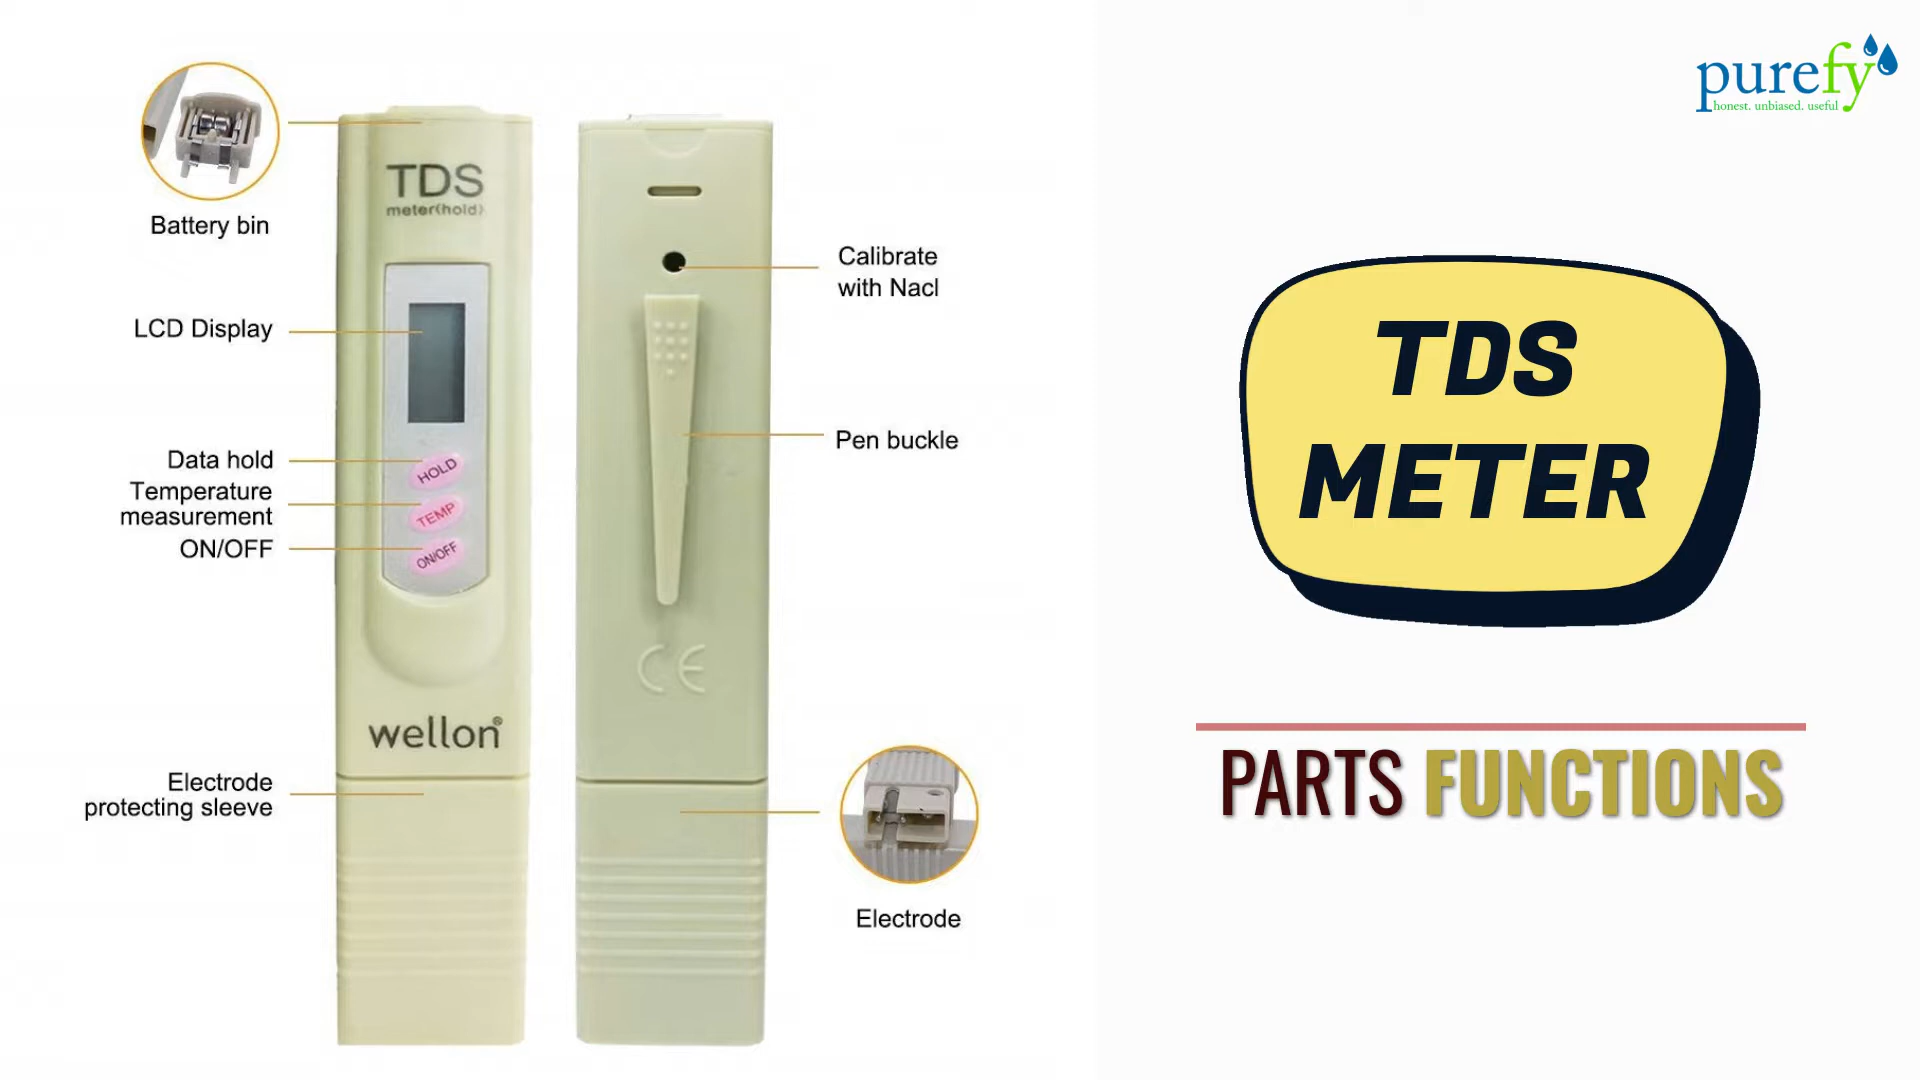 purefy
honest. unbiased. useful
Battery bin
TDS
meter(hold)
LCD Display
Data hold
Temperature
measurement
ON/OFF
HOLD
TEMP
ON/OFF
wellon®
Electrode
protecting sleeve
Calibrate
with Nacl
Pen buckle
CE
Electrode
TDS
METER
PARTS FUNCTIONS